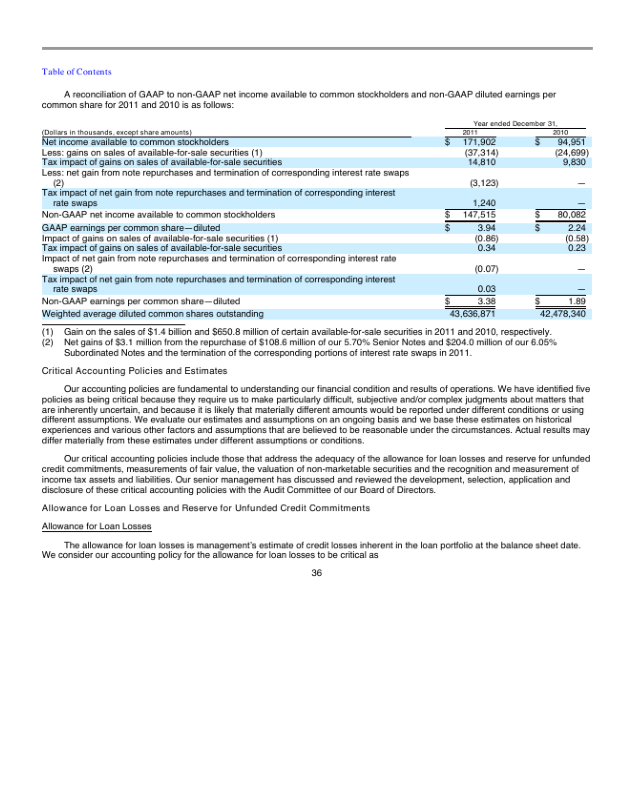 Table of Contents
A reconciliation of GAAP to non-GAAP net income available to common stockholders and non-GAAP diluted earnings per
common share for 2011 and 2010 is as follows:
Year ended December 31,
(Dollars in thousands, except share amounts) 2011 2010
Net income available to common stockholders $ 171,902 $ 94,951
Less: gains on sales of available-for-sale securities (1) (37,314) (24,699)
Tax impact of gains on sales of available-for-sale securities 14,810 9,830
Less: net gain from note repurchases and termination of corresponding interest rate swaps
(2) (3,123) —
Tax impact of net gain from note repurchases and termination of corresponding interest
rate swaps 1,240 —
Non-GAAP net income available to common stockholders $ 147,515 $ 80,082
GAAP earnings per common share—diluted $ 3.94 $ 2.24
Impact of gains on sales of available-for-sale securities (1) (0.86) (0.58)
Tax impact of gains on sales of available-for-sale securities 0.34 0.23
Impact of net gain from note repurchases and termination of corresponding interest rate
swaps (2) (0.07) —
Tax impact of net gain from note repurchases and termination of corresponding interest
rate swaps 0.03 —
Non-GAAP earnings per common share—diluted $ 3.38 $ 1.89
Weighted average diluted common shares outstanding 43,636,871 42,478,340
(1) Gain on the sales of $1.4 billion and $650.8 million of certain available-for-sale securities in 2011 and 2010, respectively.
(2) Net gains of $3.1 million from the repurchase of $108.6 million of our 5.70% Senior Notes and $204.0 million of our 6.05%
Subordinated Notes and the termination of the corresponding portions of interest rate swaps in 2011.
Critical Accounting Policies and Estimates
Our accounting policies are fundamental to understanding our financial condition and results of operations. We have identified five
policies as being critical because they require us to make particularly difficult, subjective and/or complex judgments about matters that
are inherently uncertain, and because it is likely that materially different amounts would be reported under different conditions or using
different assumptions. We evaluate our estimates and assumptions on an ongoing basis and we base these estimates on historical
experiences and various other factors and assumptions that are believed to be reasonable under the circumstances. Actual results may
differ materially from these estimates under different assumptions or conditions.
Our critical accounting policies include those that address the adequacy of the allowance for loan losses and reserve for unfunded
credit commitments, measurements of fair value, the valuation of non-marketable securities and the recognition and measurement of
income tax assets and liabilities. Our senior management has discussed and reviewed the development, selection, application and
disclosure of these critical accounting policies with the Audit Committee of our Board of Directors.
Allowance for Loan Losses and Reserve for Unfunded Credit Commitments
Allowance for Loan Losses
The allowance for loan losses is management's estimate of credit losses inherent in the loan portfolio at the balance sheet date.
We consider our accounting policy for the allowance for loan losses to be critical as
36